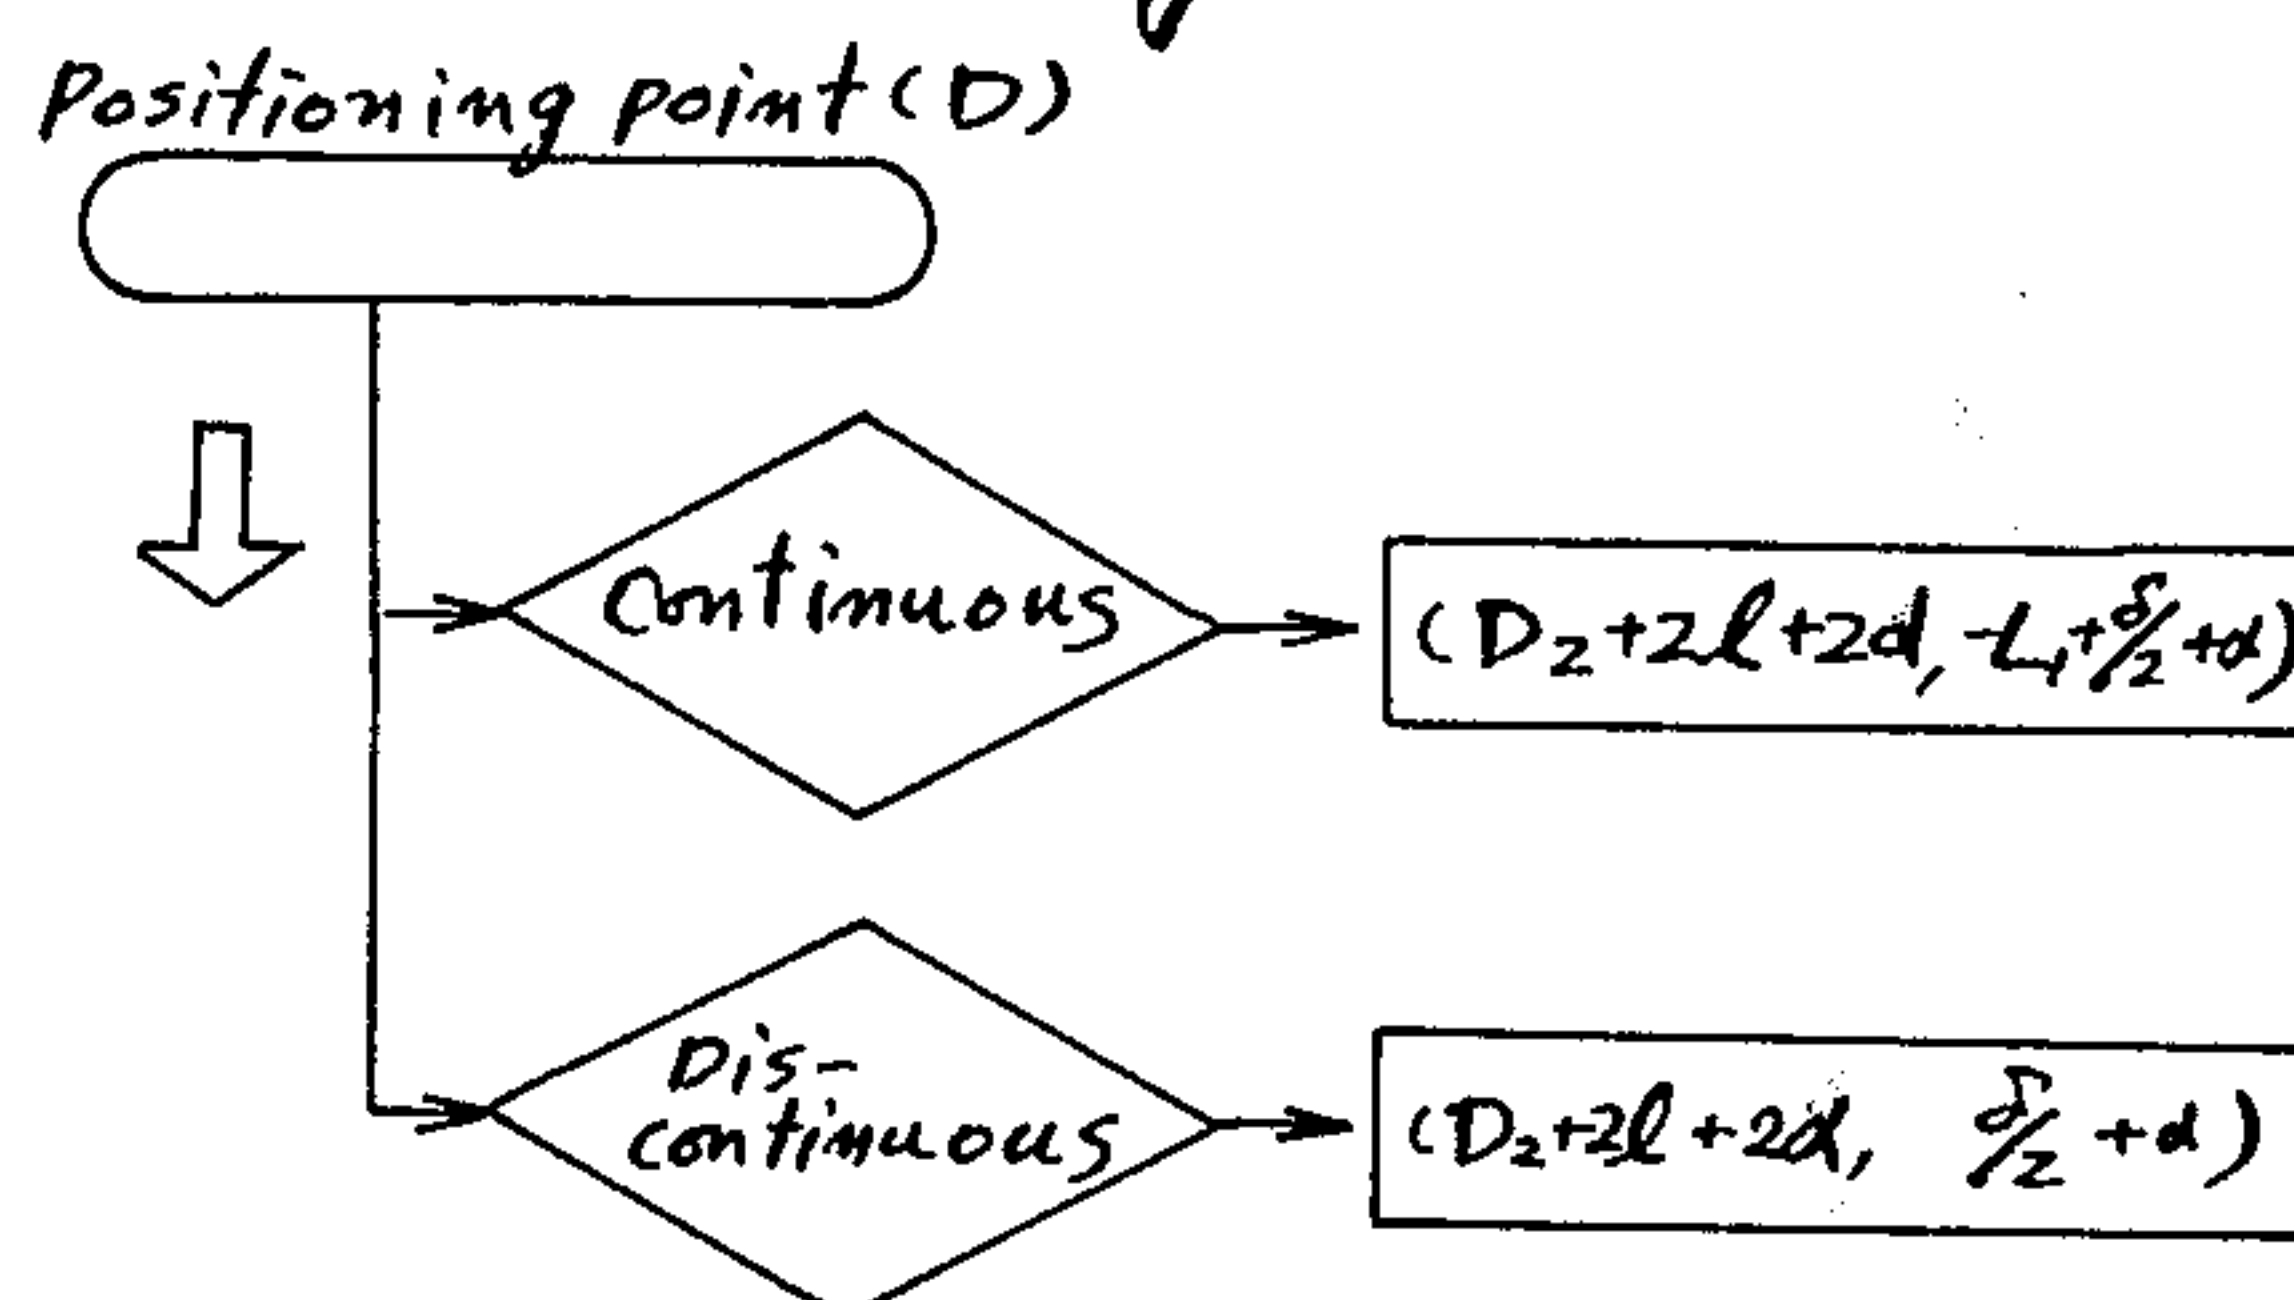 Positioning point (D)
Continuous
(D₂+2l+2d, -L₁+δ/2+α)
Dis-
continuous
(D₂+2l+2d, δ/2+α)